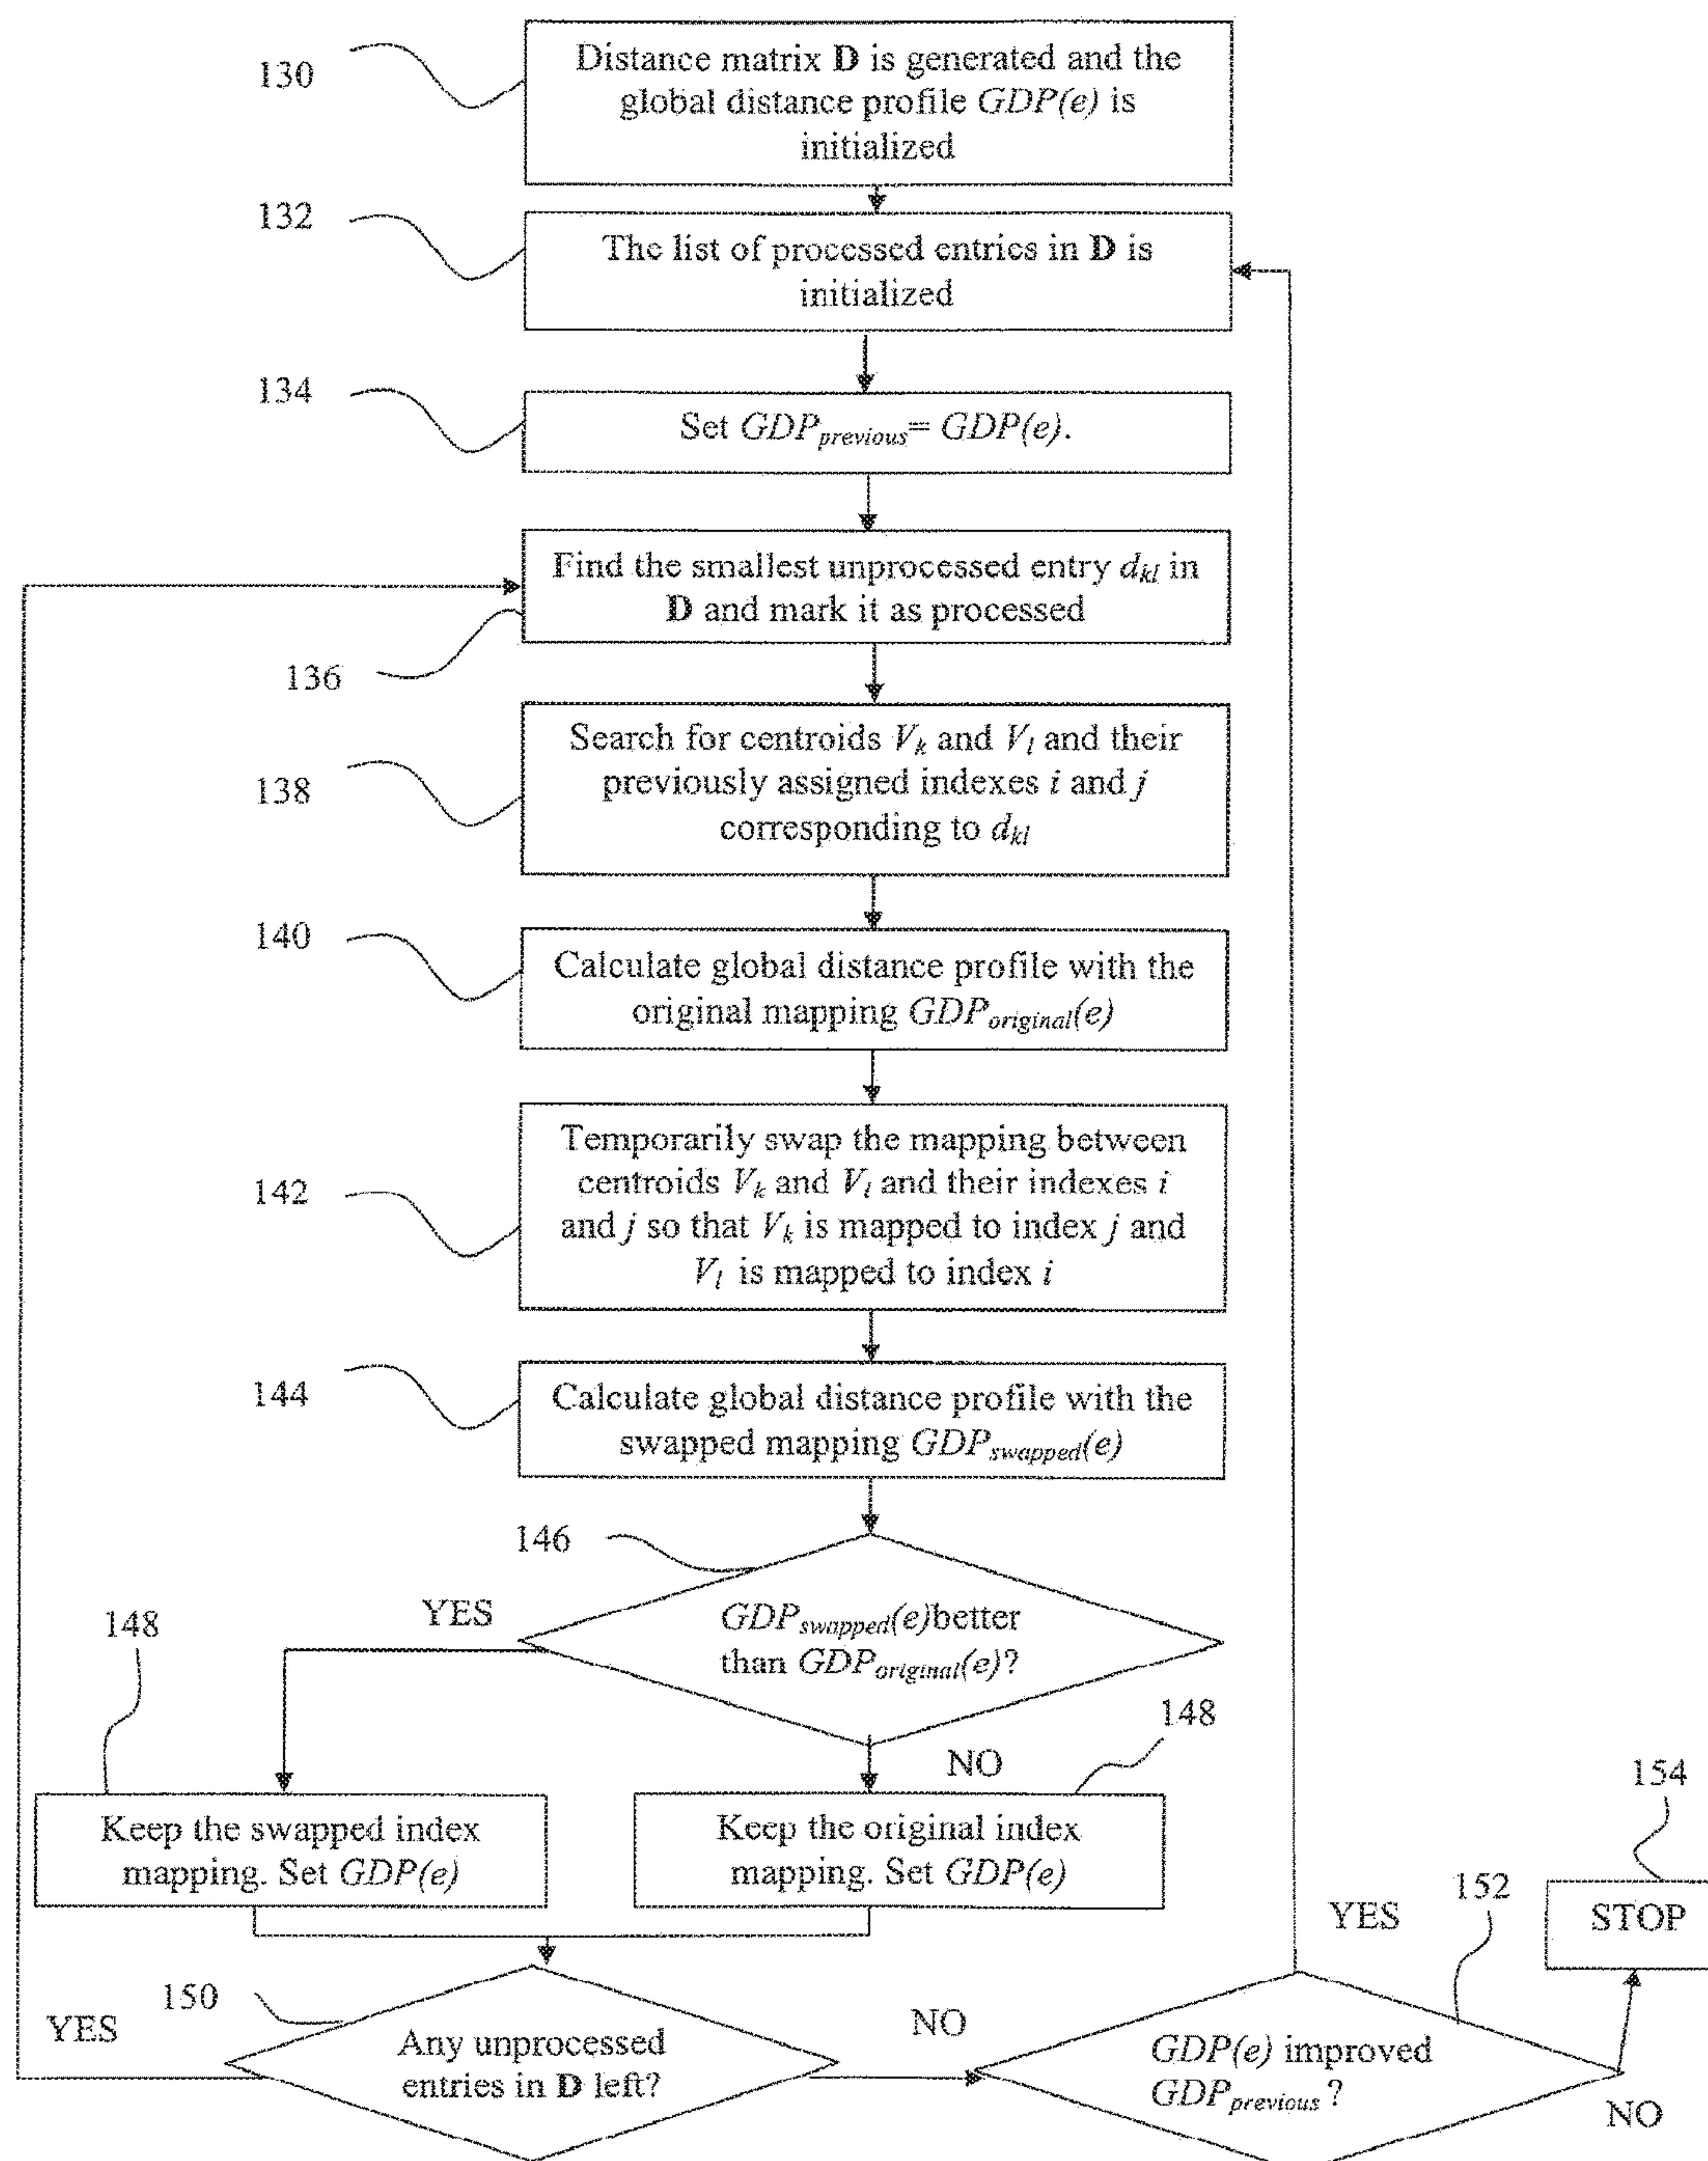 130
Distance matrix D is generated and the
global distance profile GDP(e) is
initialized
132
The list of processed entries in D is
initialized
134
Set GDPprevious= GDP(e).
136
Find the smallest unprocessed entry dkl in
D and mark it as processed
138
Search for centroids Vk and Vl and their
previously assigned indexes i and j
corresponding to dkl
140
Calculate global distance profile with the
original mapping GDPoriginal(e)
142
Temporarily swap the mapping between
centroids Vk and Vl and their indexes i
and j so that Vk is mapped to index j and
Vl is mapped to index i
144
Calculate global distance profile with the
swapped mapping GDPswapped(e)
146
GDPswapped(e)better
than GDPoriginal(e)?
YES
NO
148
Keep the swapped index
mapping. Set GDP(e)
148
Keep the original index
mapping. Set GDP(e)
150
Any unprocessed
entries in D left?
YES
NO
152
GDP(e) improved
GDPprevious ?
YES
NO
154
STOP